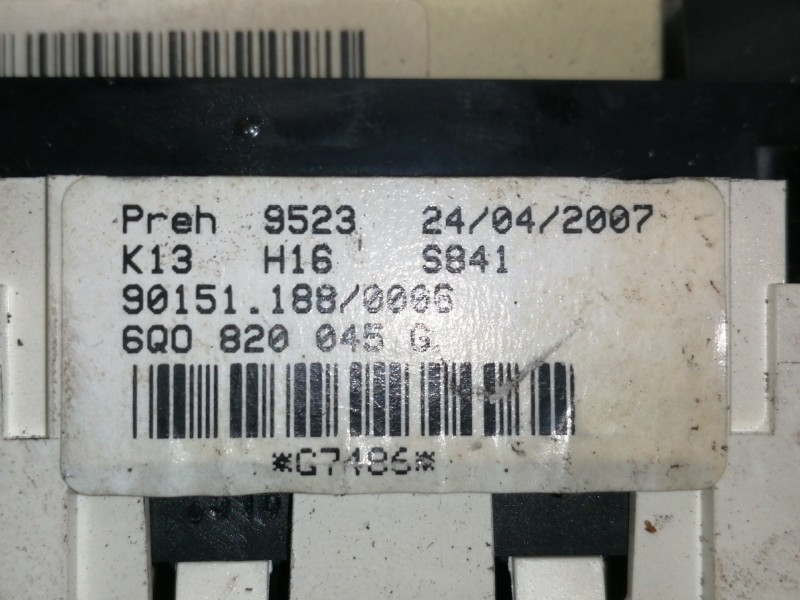 Preh 9523 24/04/2007
K13 H16 S841
90151.188/0006
6Q0 820 045 G
*G7486*